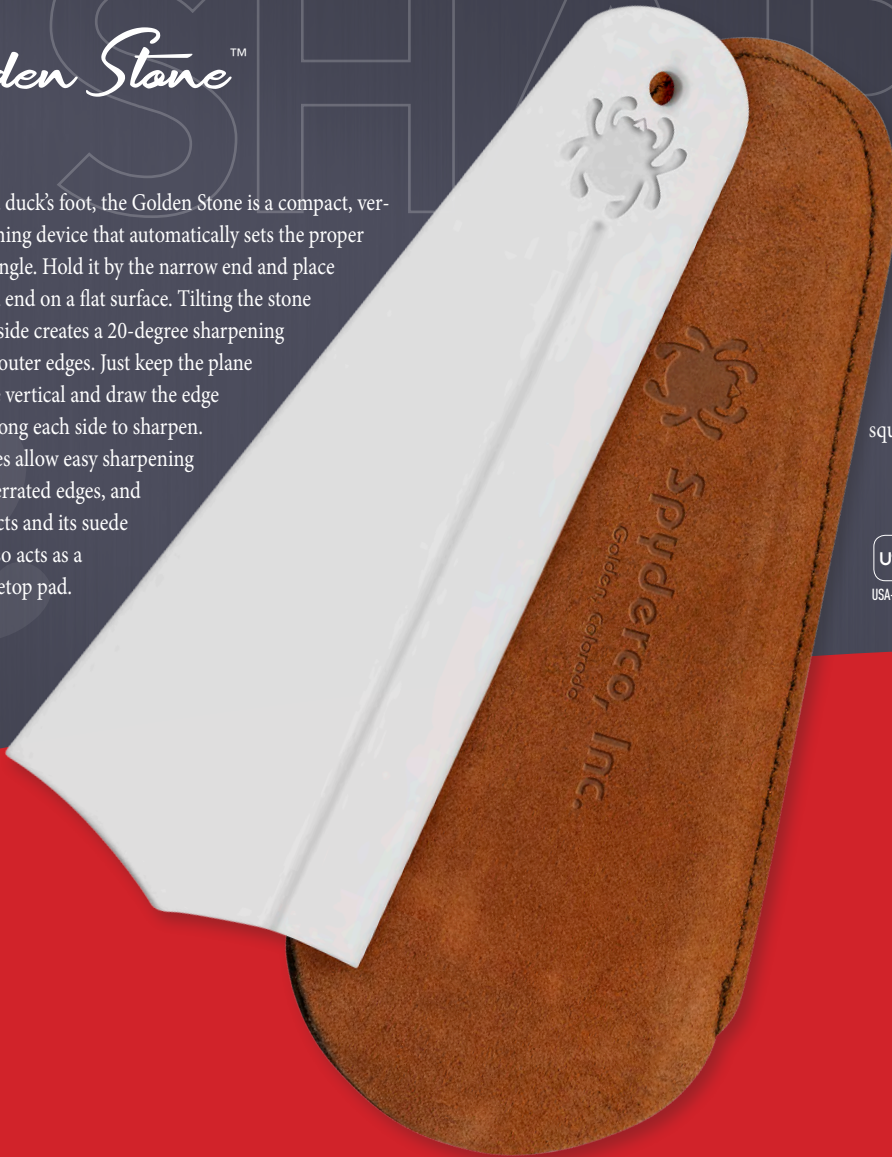 SHAR
den Stone™
duck's foot, the Golden Stone is a compact, ver-
ning device that automatically sets the proper
ngle. Hold it by the narrow end and place
end on a flat surface. Tilting the stone
side creates a 20-degree sharpening
outer edges. Just keep the plane
vertical and draw the edge
ong each side to sharpen.
es allow easy sharpening
errated edges, and
cts and its suede
so acts as a
etop pad.
Spyderco, Inc.
Golden, Colorado
squ
U
USA-